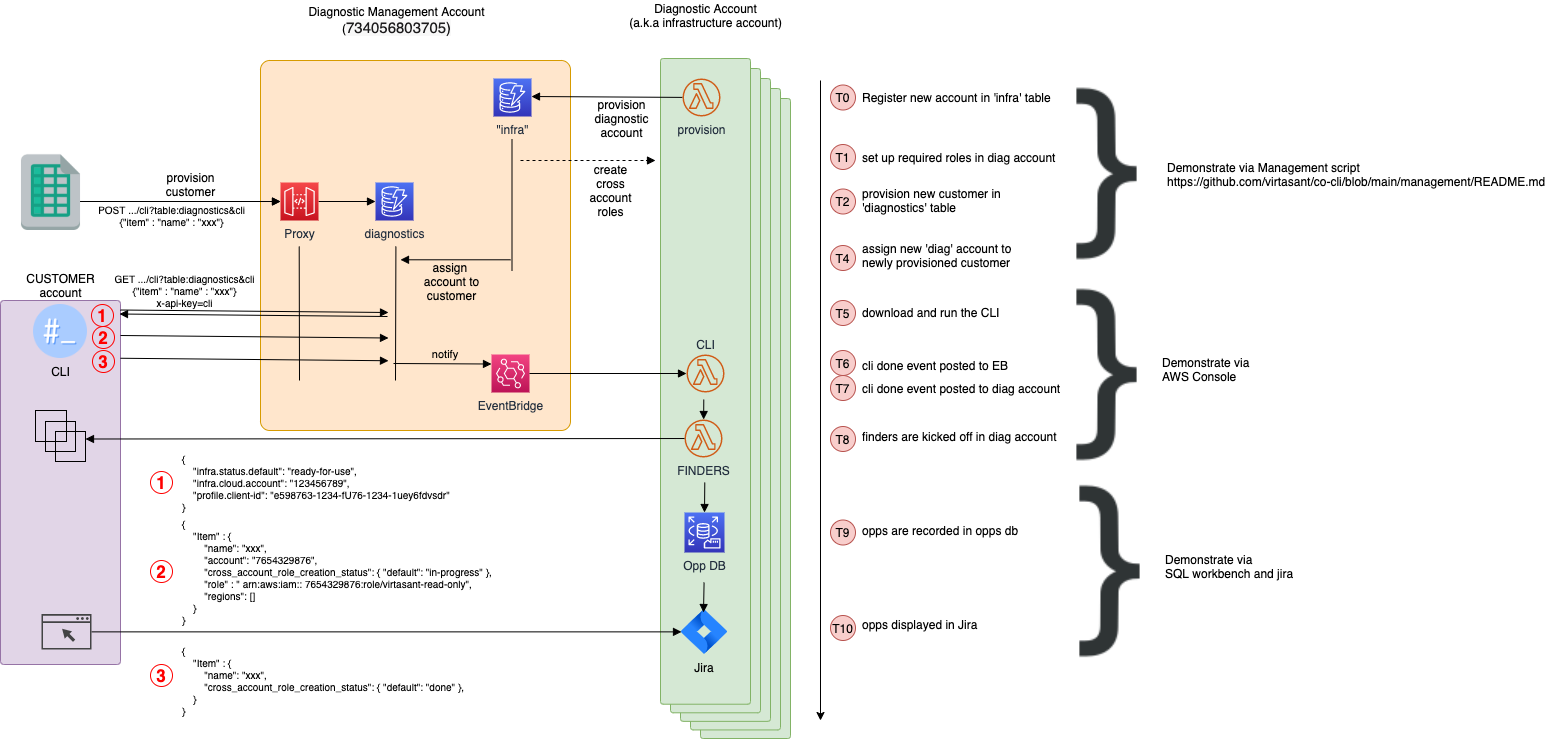 Diagnostic Management Account
(734056803705)
Diagnostic Account
(a.k.a infrastructure account)
"infra"
provision
diagnostic
account
provision
create
cross
account
roles
provision
customer
POST .../cli?table:diagnostics&cli
{"item" : "name" : "xxx"}
Proxy
diagnostics
assign
account to
customer
CUSTOMER
account
GET .../cli?table:diagnostics&cli
{"item" : "name" : "xxx"}
x-api-key=cli
#_
CLI
1
2
3
notify
EventBridge
CLI
FINDERS
Opp DB
Jira
1
{
"infra.status.default": "ready-for-use",
"infra.cloud.account": "123456789",
"profile.client-id": "e598763-1234-fU76-1234-1uey6fdvsdr"
}
2
{
"Item" : {
"name": "xxx",
"account": "7654329876",
"cross_account_role_creation_status": { "default": "in-progress" },
"role" : " arn:aws:iam:: 7654329876:role/virtasant-read-only",
"regions": []
}
}
3
{
"Item" : {
"name": "xxx",
"cross_account_role_creation_status": { "default": "done" },
}
}
T0 Register new account in 'infra' table
T1 set up required roles in diag account
T2 provision new customer in
'diagnostics' table
T4 assign new 'diag' account to
newly provisioned customer
T5 download and run the CLI
T6 cli done event posted to EB
T7 cli done event posted to diag account
T8 finders are kicked off in diag account
T9 opps are recorded in opps db
T10 opps displayed in Jira
}
Demonstrate via Management script
https://github.com/virtasant/co-cli/blob/main/management/README.md
}
Demonstrate via
AWS Console
}
Demonstrate via
SQL workbench and jira